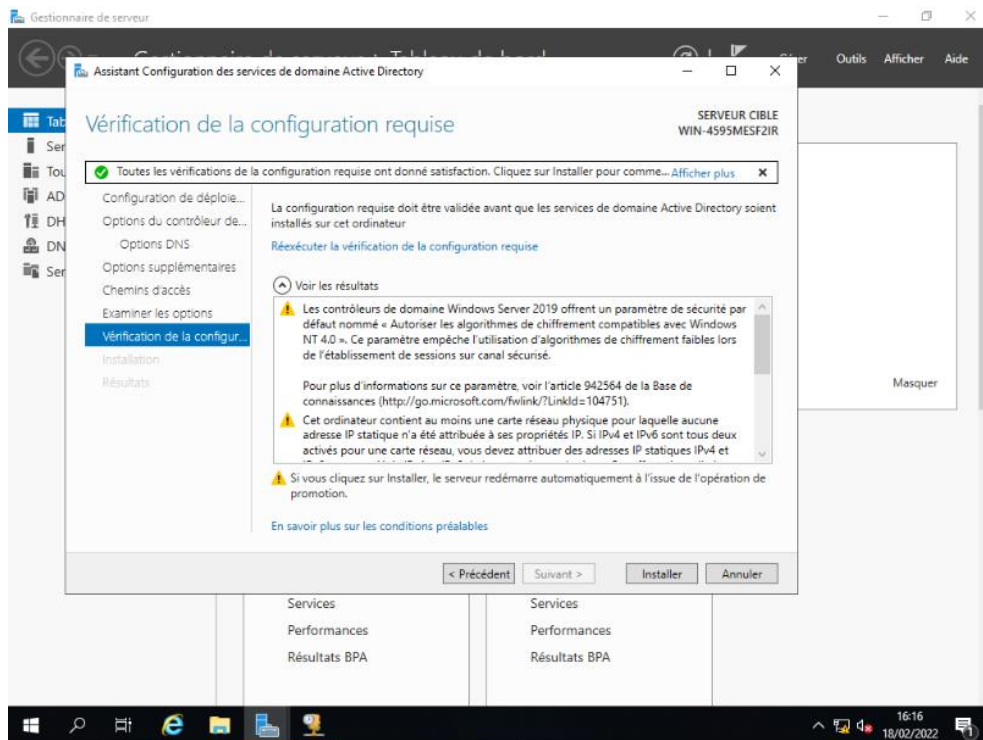 Gestionnaire de serveur
Outils Afficher Aide
Assistant Configuration des services de domaine Active Directory
Vérification de la configuration requise
SERVEUR CIBLE
WIN-4595MESF2IR
Toutes les vérifications de la configuration requise ont donné satisfaction. Cliquez sur Installer pour comme... Afficher plus
Tab
Ser
Tou
AD
DH
DN
Ser
Configuration de déploie...
Options du contrôleur de...
Options DNS
Options supplémentaires
Chemins d'accès
Examiner les options
Vérification de la configur...
Installation
Résultats
La configuration requise doit être validée avant que les services de domaine Active Directory soient
installés sur cet ordinateur
Réexécuter la vérification de la configuration requise
Voir les résultats
Les contrôleurs de domaine Windows Server 2019 offrent un paramètre de sécurité par
défaut nommé « Autoriser les algorithmes de chiffrement compatibles avec Windows
NT 4.0 ». Ce paramètre empêche l'utilisation d'algorithmes de chiffrement faibles lors
de l'établissement de sessions sur canal sécurisé.
Pour plus d'informations sur ce paramètre, voir l'article 942564 de la Base de
connaissances (http://go.microsoft.com/fwlink/?LinkId=104751).
Cet ordinateur contient au moins une carte réseau physique pour laquelle aucune
adresse IP statique n'a été attribuée à ses propriétés IP. Si IPv4 et IPv6 sont tous deux
activés pour une carte réseau, vous devez attribuer des adresses IP statiques IPv4 et
Si vous cliquez sur Installer, le serveur redémarre automatiquement à l'issue de l'opération de
promotion.
En savoir plus sur les conditions préalables
Masquer
< Précédent Suivant > Installer Annuler
Services
Performances
Résultats BPA
Services
Performances
Résultats BPA
16:16
18/02/2022